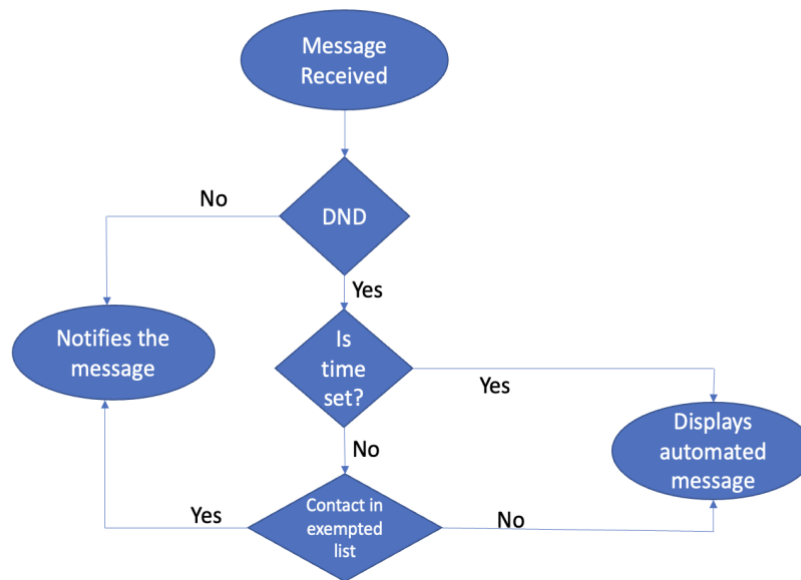 Message
Received
No
DND
Yes
Notifies the
message
Is
time
set?
Yes
Displays
automated
message
No
Contact in
exempted
list
Yes
No